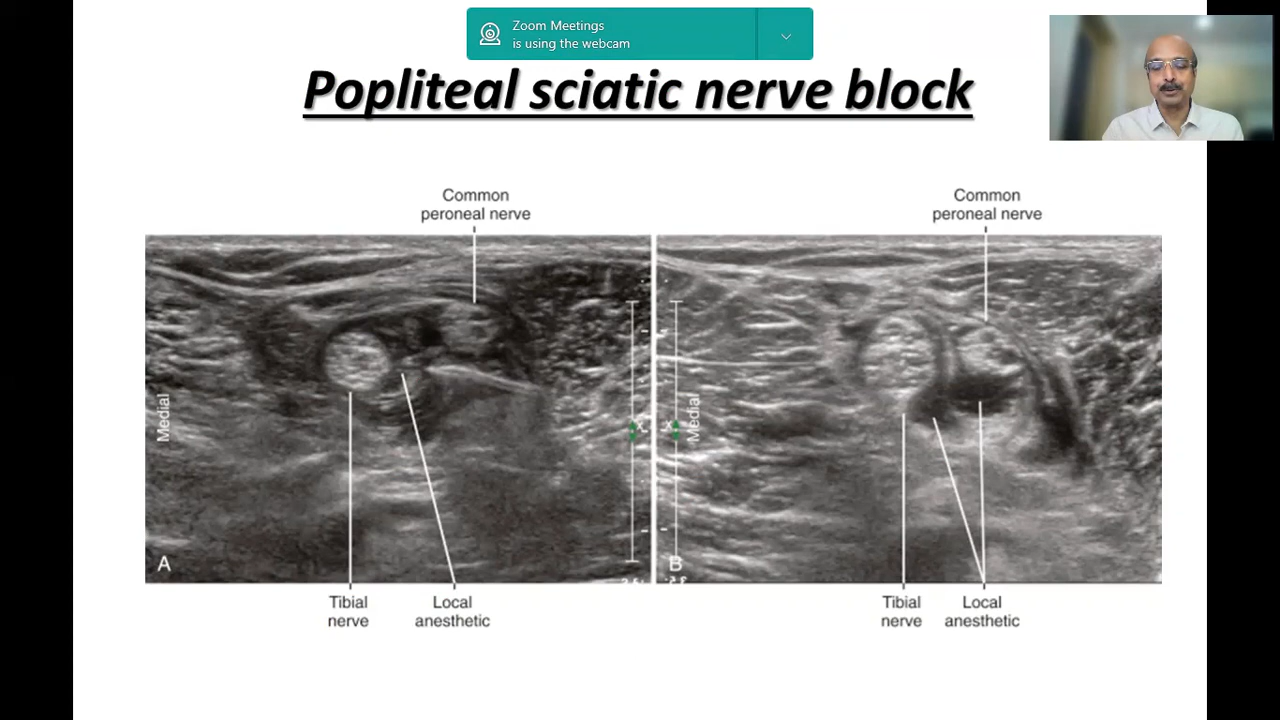 Zoom Meetings
is using the webcam
Popliteal sciatic nerve block
Common
peroneal nerve
Common
peroneal nerve
Medial
Medial
A
B
Tibial
nerve
Local
anesthetic
Tibial
nerve
Local
anesthetic